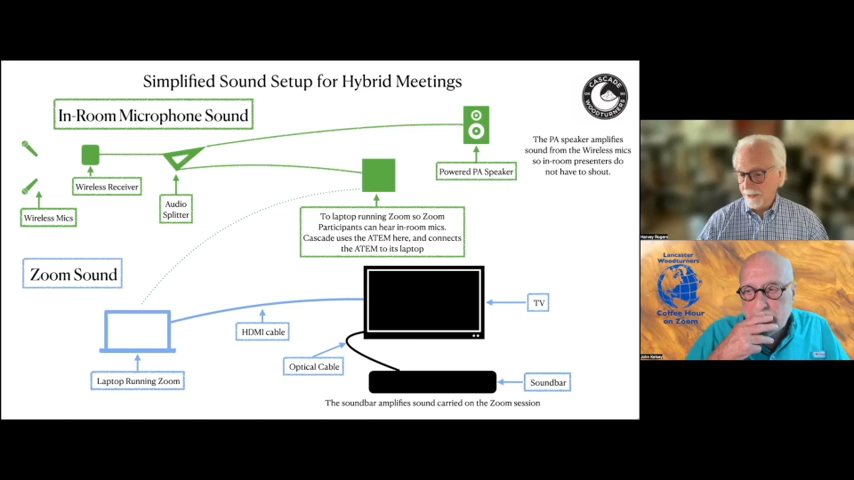 Simplified Sound Setup for Hybrid Meetings
CASCADE
WOODTURNERS
In-Room Microphone Sound
The PA speaker amplifies
sound from the Wireless mics
so in-room presenters do
not have to shout.
Powered PA Speaker
Wireless Receiver
Audio
Splitter
Wireless Mics
To laptop running Zoom so Zoom
Participants can hear in-room mics.
Cascade uses the ATEM here, and connects
the ATEM to its laptop
Zoom Sound
TV
HDMI cable
Optical Cable
Laptop Running Zoom
Soundbar
The soundbar amplifies sound carried on the Zoom session
Harvey Rogers
Lancaster
Woodturners
Coffee Hour
on Zoom
John Kelsey